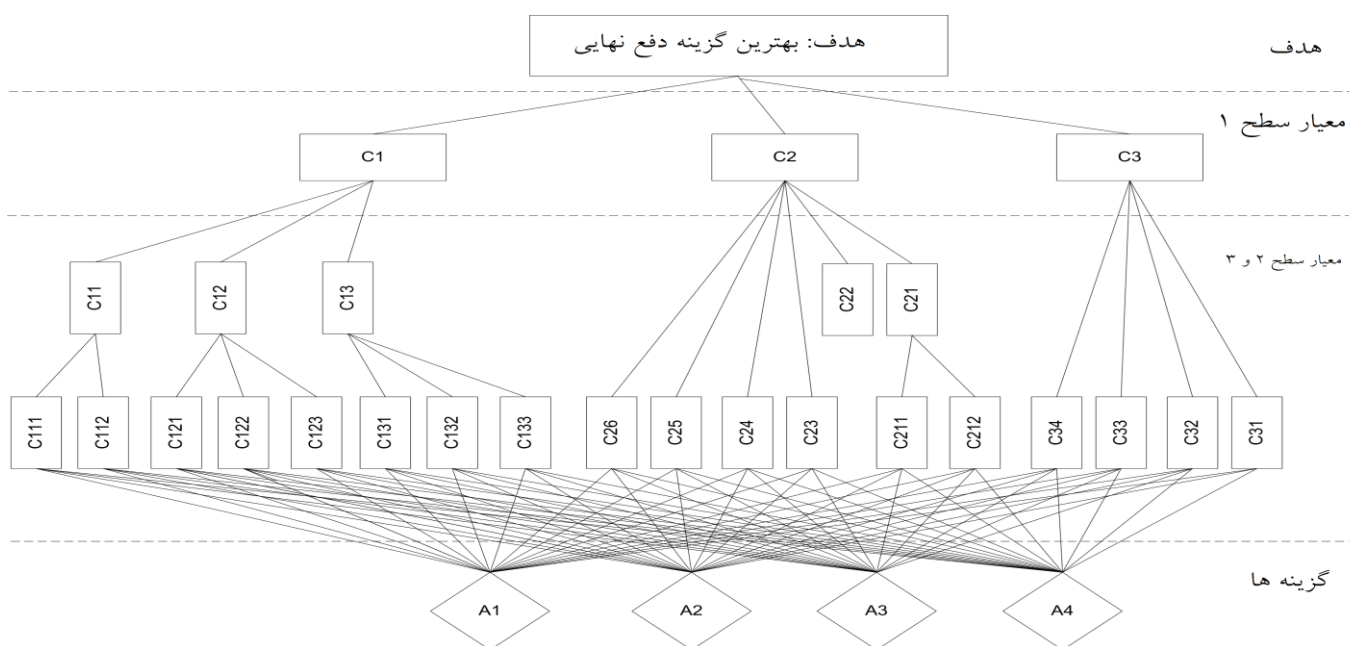 هدف: بهترین گزینه دفع نهایی
هدف
معیار سطح ۱
C1
C2
C3
معیار سطح ۲ و ۳
C11
C12
C13
C22
C21
C111
C112
C121
C122
C123
C131
C132
C133
C26
C25
C24
C23
C211
C212
C34
C33
C32
C31
گزینه ها
A1
A2
A3
A4